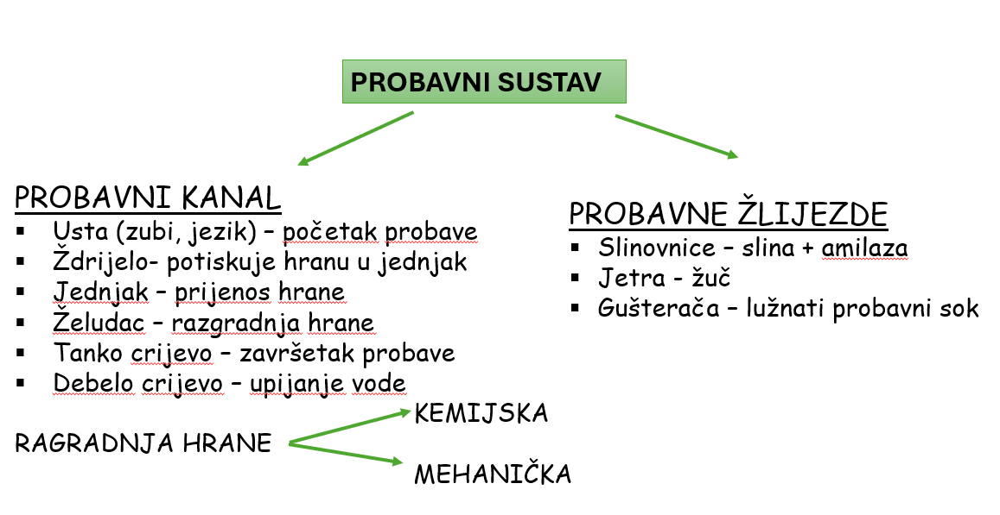 PROBAVNI SUSTAV
PROBAVNI KANAL
▪ Usta (zubi, jezik) – početak probave
▪ Ždrijelo- potiskuje hranu u jednjak
▪ Jednjak – prijenos hrane
▪ Želudac – razgradnja hrane
▪ Tanko crijevo – završetak probave
▪ Debelo crijevo – upijanje vode
RAGRADNJA HRANE
KEMIJSKA
MEHANIČKA
PROBAVNE ŽLIJEZDE
▪ Slinovnice – slina + amilaza
▪ Jetra - žuč
▪ Gušterača – lužnati probavni sok